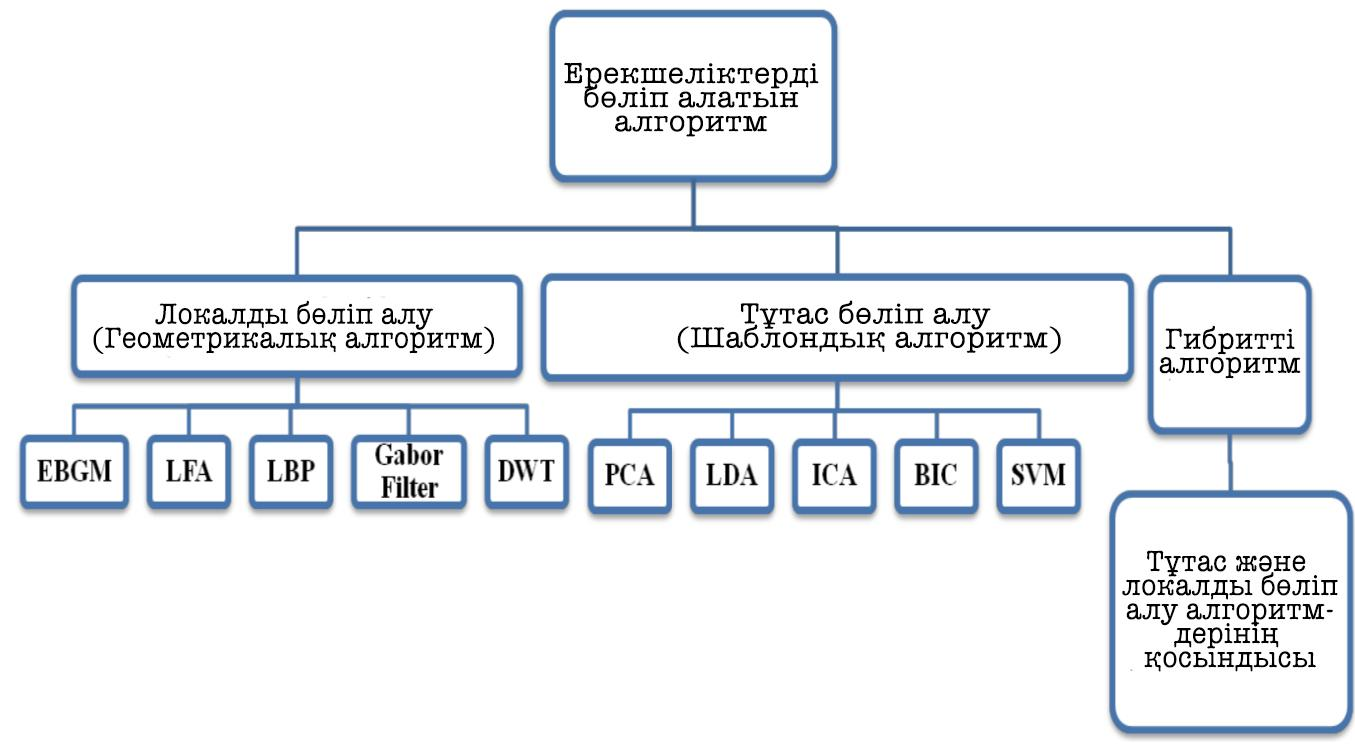 Ерекшеліктерді
бөліп алатын
алгоритм
Локалды бөліп алу
(Геометрикалық алгоритм)
Тұтас бөліп алу
(Шаблондық алгоритм)
Гибритті
алгоритм
EBGM
LFA
LBP
Gabor
Filter
DWT
PCA
LDA
ICA
BIC
SVM
Тұтас және
локалды бөліп
алу алгоритм-
дерінің
қосындысы